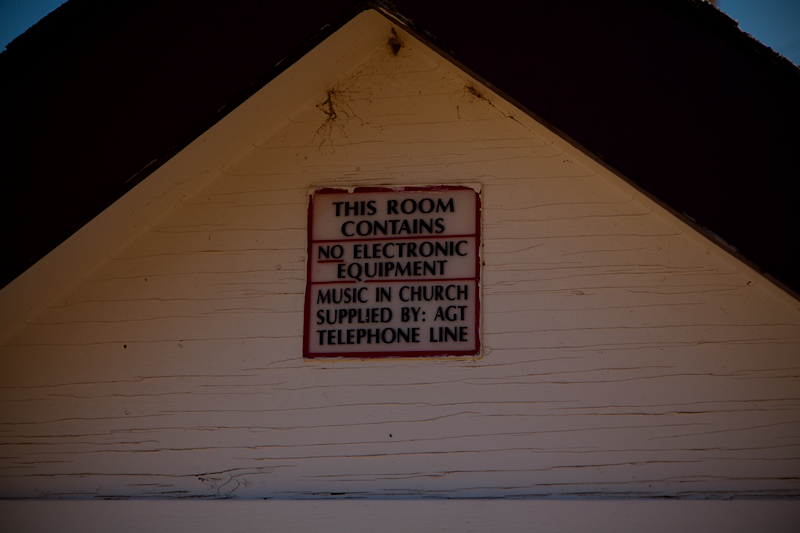 THIS ROOM
CONTAINS
NO ELECTRONIC
EQUIPMENT
MUSIC IN CHURCH
SUPPLIED BY: AGT
TELEPHONE LINE